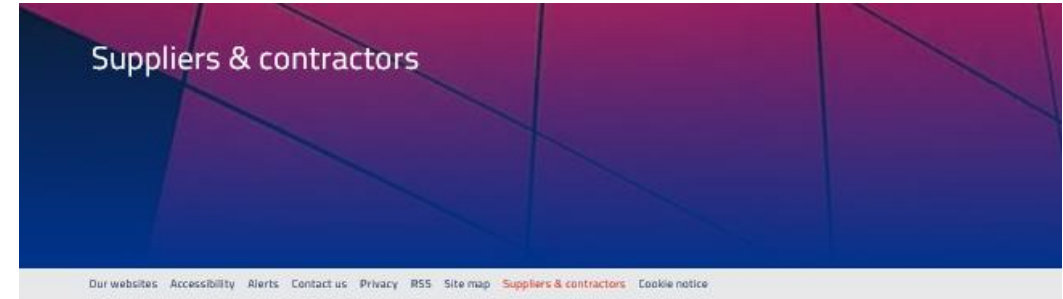 Suppliers & contractors
Our websites Accessibility Alerts Contact us Privacy RSS Site map Suppliers & contractors Cookie notice